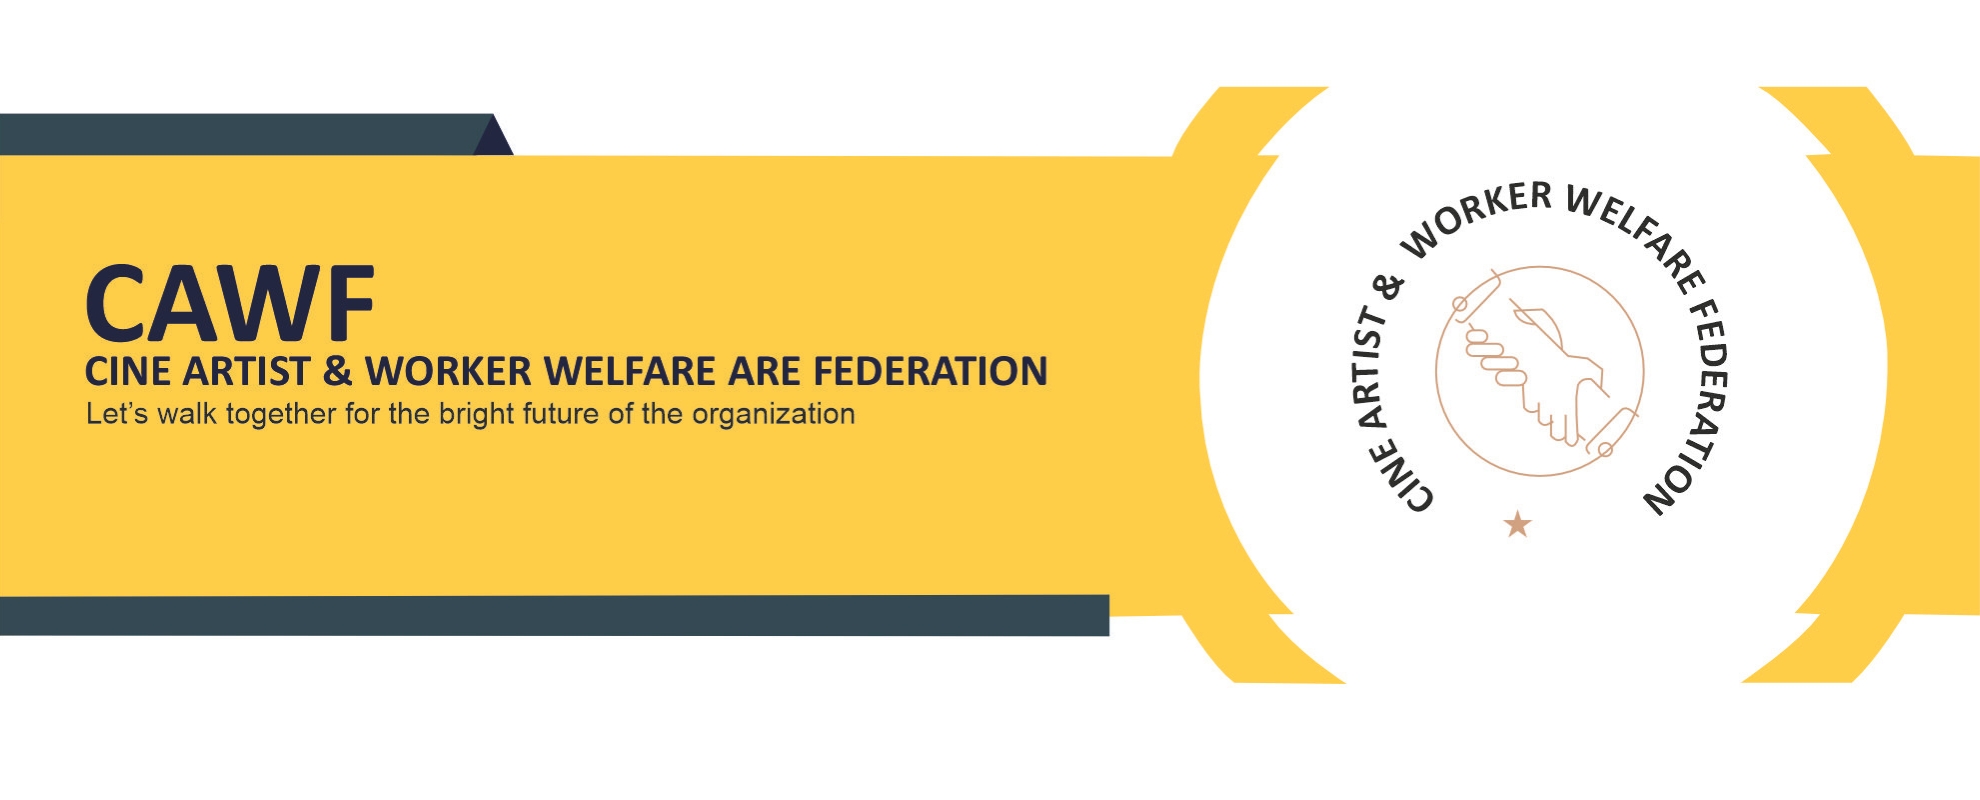 CAWF
CINE ARTIST & WORKER WELFARE ARE FEDERATION
Let’s walk together for the bright future of the organization
CINE ARTIST & WORKER WELFARE FEDERATION